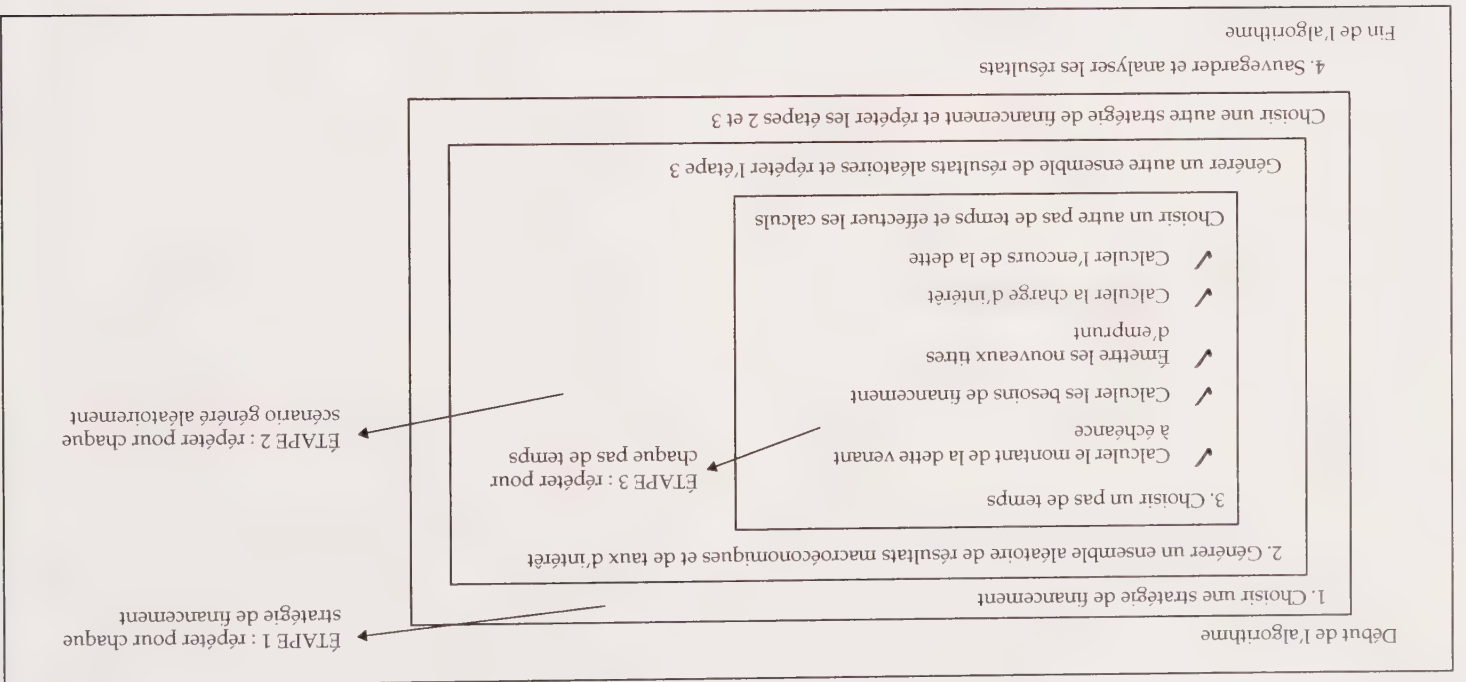 Début de l'algorithme
1. Choisir une stratégie de financement
ÉTAPE 1 : répéter pour chaque
stratégie de financement
2. Générer un ensemble aléatoire de résultats macroéconomiques et de taux d'intérêt
3. Choisir un pas de temps
✓ Calculer le montant de la dette venant
à échéance
✓ Calculer les besoins de financement
✓ Émettre les nouveaux titres
d'emprunt
✓ Calculer la charge d'intérêt
✓ Calculer l'encours de la dette
Choisir un autre pas de temps et effectuer les calculs
ÉTAPE 3 : répéter pour
chaque pas de temps
ÉTAPE 2 : répéter pour chaque
scénario généré aléatoirement
Générer un autre ensemble de résultats aléatoires et répéter l'étape 3
Choisir une autre stratégie de financement et répéter les étapes 2 et 3
4. Sauvegarder et analyser les résultats
Fin de l'algorithme